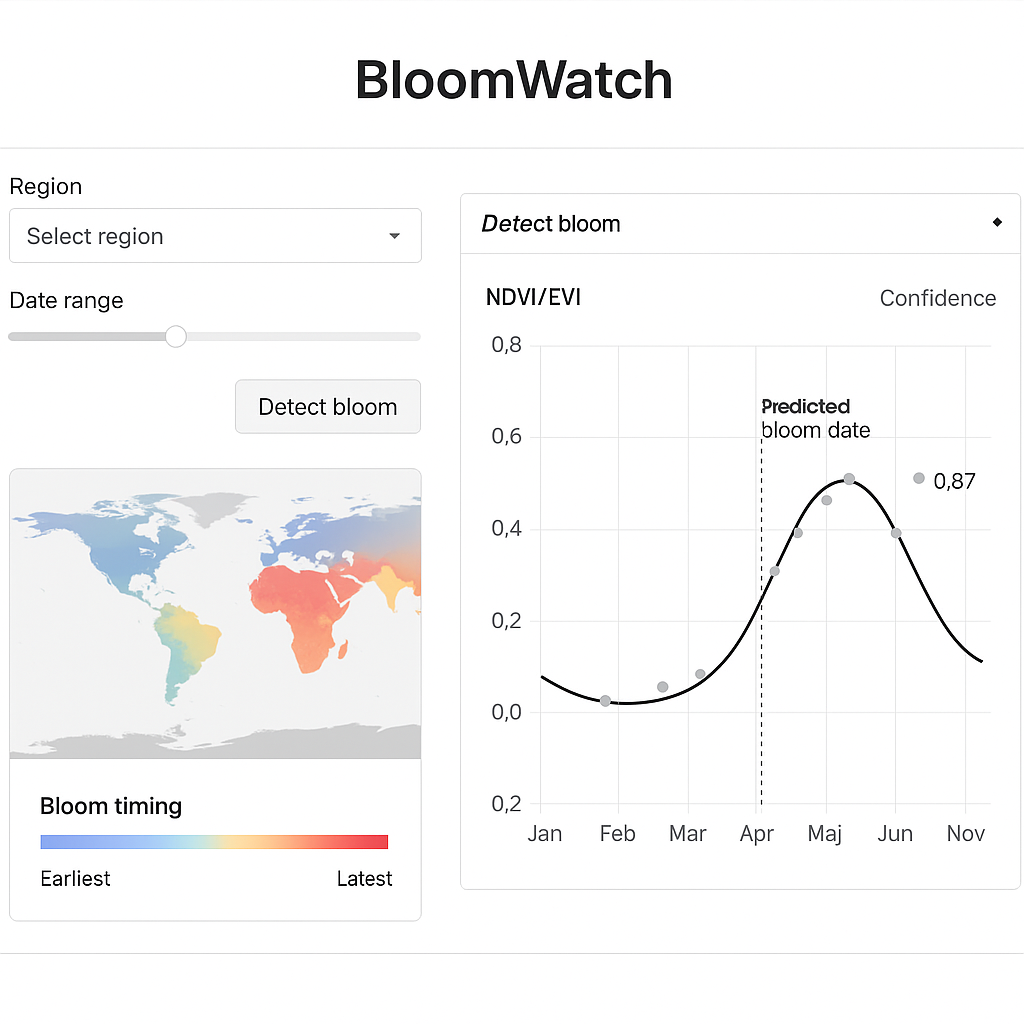 BloomWatch
Region
Select region
Date range
Detect bloom
Bloom timing
Earliest Latest
Detect bloom
NDVI/EVI Confidence
0,8
0,6
0,4
0,2
0,0
0,2
Predicted
bloom date
0,87
Jan Feb Mar Apr Maj Jun Nov